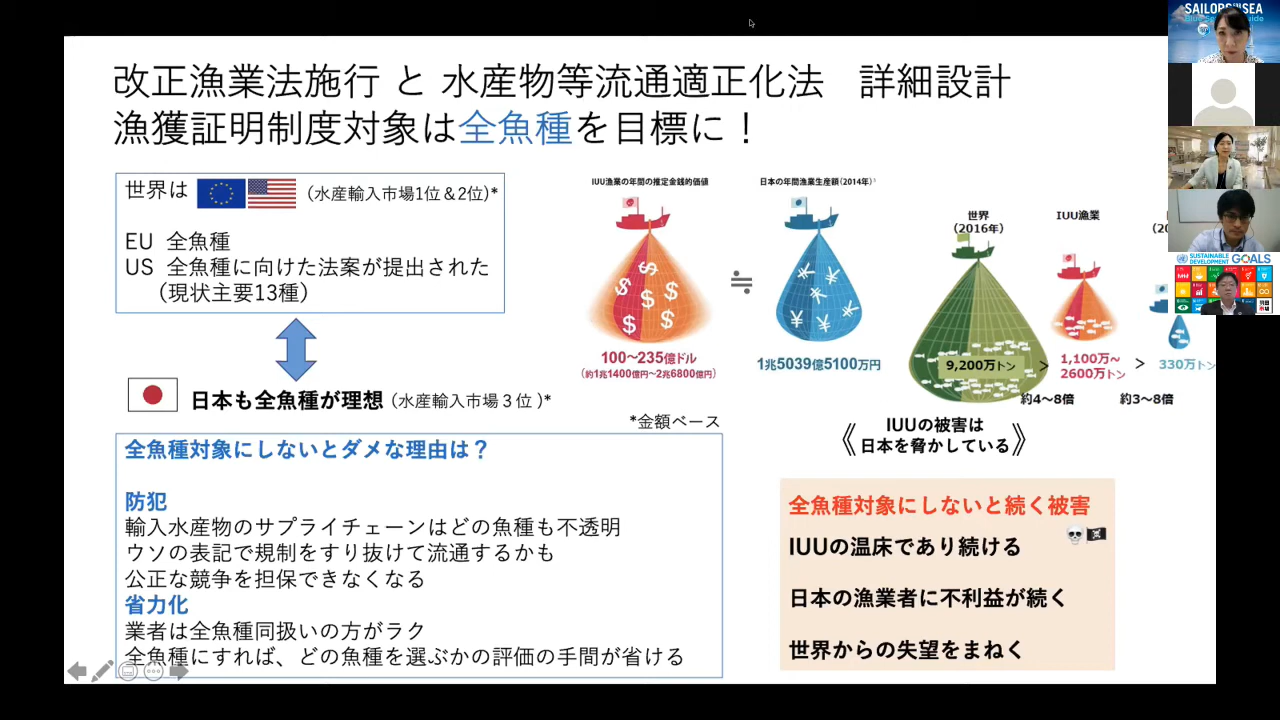 改正漁業法施行 と 水産物等流通適正化法　詳細設計
漁獲証明制度対象は全魚種を目標に！
世界は (水産輸入市場1位＆2位)*
EU 全魚種
US 全魚種に向けた法案が提出された
（現状主要13種）
日本も全魚種が理想 （水産輸入市場３位 )*
*金額ベース
IUU漁業の年間の推定金銭的価値
100〜235億ドル
(約1兆1400億円〜2兆6800億円)
≒
日本の年間漁業生産額(2014年)
1兆5039億5100万円
世界
（2016年）
9,200万トン
>
約4〜8倍
IUU漁業
1,100万〜
2600万トン
>
約3〜8倍
330万トン
《 IUUの被害は
日本を脅かしている 》
全魚種対象にしないとダメな理由は？
防犯
輸入水産物のサプライチェーンはどの魚種も不透明
ウソの表記で規制をすり抜けて流通するかも
公正な競争を担保できなくなる
省力化
業者は全魚種同扱いの方がラク
全魚種にすれば、どの魚種を選ぶかの評価の手間が省ける
全魚種対象にしないと続く被害
IUUの温床であり続ける
日本の漁業者に不利益が続く
世界からの失望をまねく
SUSTAINABLE DEVELOPMENT GOALS